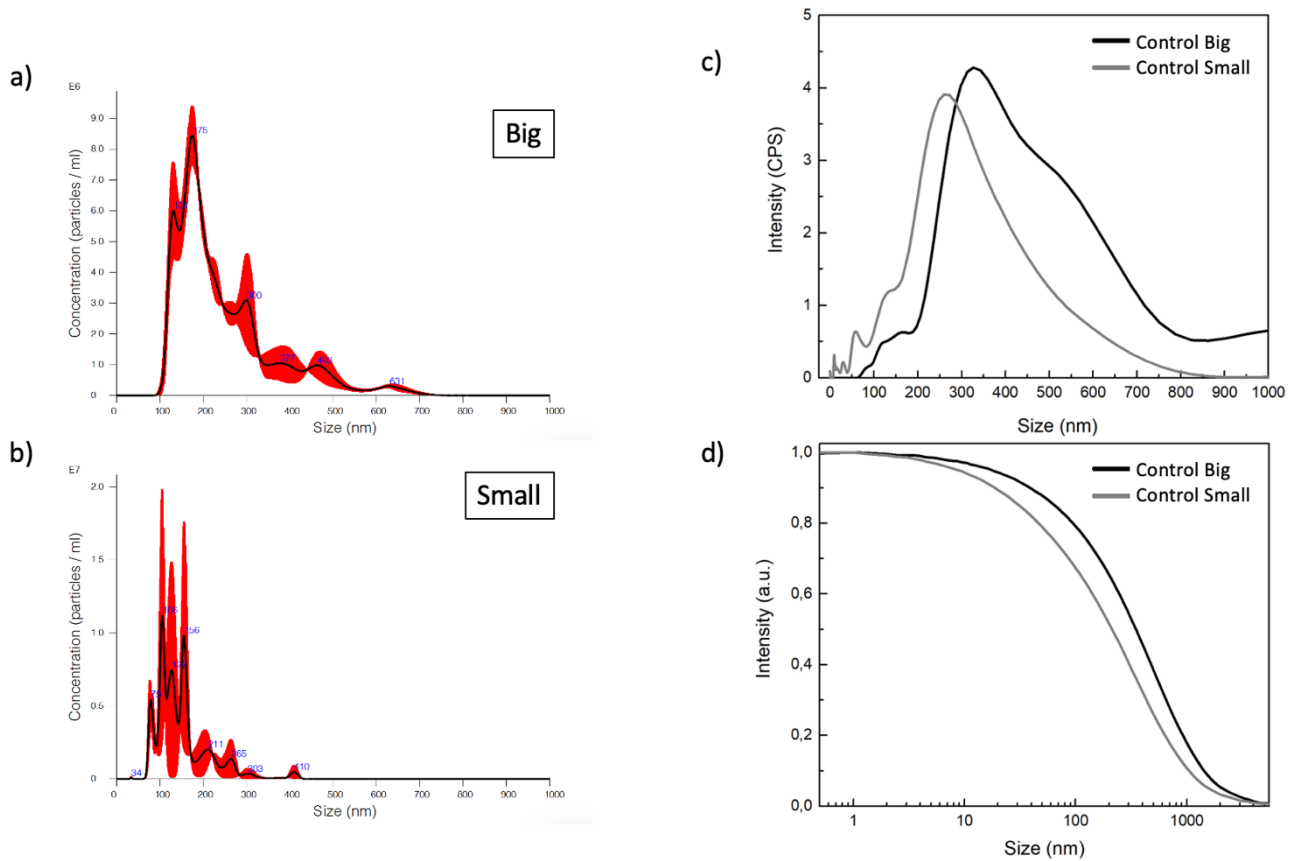 a)
E6
Big
Concentration (particles / ml)
9.0
8.0
7.0
6.0
5.0
4.0
3.0
2.0
1.0
0
75
300
377
631
0
100
200
300
400
500
600
700
800
900
1000
Size (nm)
b)
E7
Small
Concentration (particles / ml)
2.0
1.5
1.0
0.5
0
34
79
106
156
211
265
303
410
0
100
200
300
400
500
600
700
800
900
1000
Size (nm)
c)
Control Big
Control Small
Intensity (CPS)
5
4
3
2
1
0
0 100 200 300 400 500 600 700 800 900 1000
Size (nm)
d)
Control Big
Control Small
Intensity (a.u.)
1,0
0,8
0,6
0,4
0,2
0,0
1 10 100 1000
Size (nm)